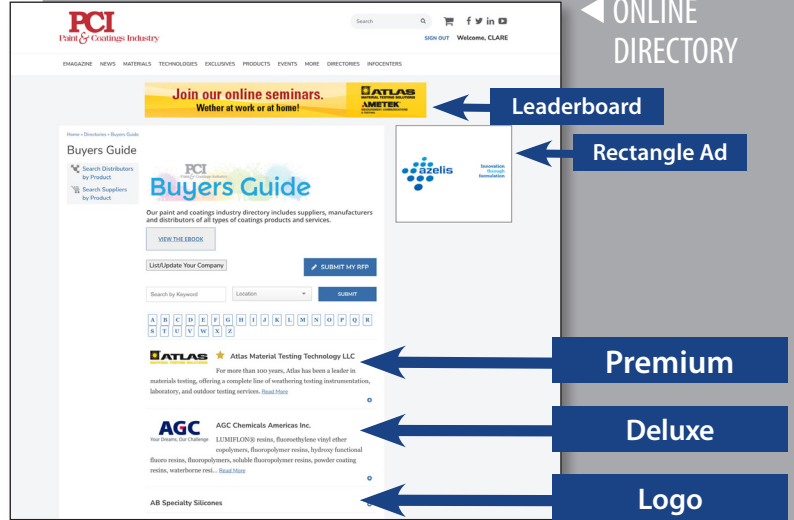 ONLINE
DIRECTORY
PCI
Paint & Coatings Industry
Search
SIGN OUT Welcome, CLARE
EMAGAZINE NEWS MATERIALS TECHNOLOGIES EXCLUSIVES PRODUCTS EVENTS MORE DIRECTORIES INFOCENTERS
Join our online seminars.
Wether at work or at home!
ATLAS
MATERIAL TESTING SOLUTIONS
AMETEK
Leaderboard
Rectangle Ad
azelis
Innovation
through
formulation
Home » Directories » Buyers Guide
Buyers Guide
Search Distributors
by Product
Search Suppliers
by Product
PCI
Buyers Guide
Our paint and coatings industry directory includes suppliers, manufacturers
and distributors of all types of coatings products and services.
VIEW THE EBOOK
List/Update Your Company
SUBMIT MY RFP
Search by Keyword
Location
SUBMIT
A B C D E F G H I J K L M N O P Q R
S T U V W X Z
ATLAS
Atlas Material Testing Technology LLC
For more than 100 years, Atlas has been a leader in
materials testing, offering a complete line of weathering testing instrumentation,
laboratory, and outdoor testing services. Read More
Premium
AGC
Your Dreams, Our Challenge
AGC Chemicals Americas Inc.
LUMIFLON® resins, fluoroethylene vinyl ether
copolymers, fluoropolymer resins, hydroxy functional
fluoro resins, fluoropolymers, soluble fluoropolymer resins, powder coating
resins, waterborne resi... Read More
Deluxe
AB Specialty Silicones
Logo